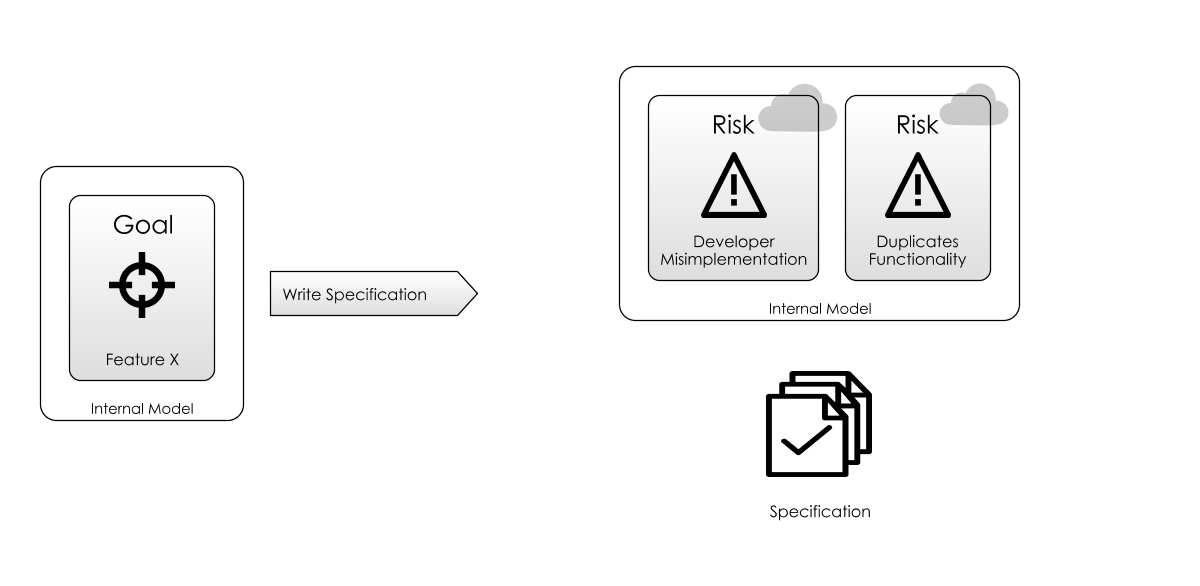 Goal
Feature X
Internal Model
Write Specification
Risk
Developer
Misimplementation
Risk
Duplicates
Functionality
Internal Model
Specification